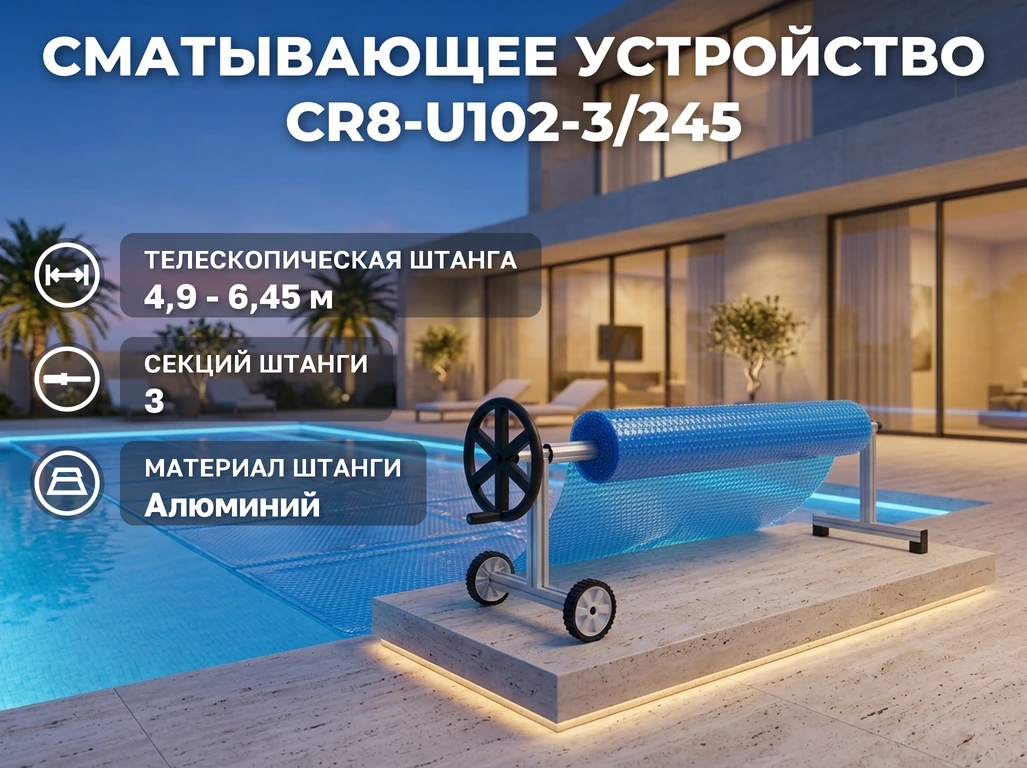 СМАТЫВАЮЩЕЕ УСТРОЙСТВО
CR8-U102-3/245
ТЕЛЕСКОПИЧЕСКАЯ ШТАНГА
4,9 - 6,45 м
СЕКЦИЙ ШТАНГИ
3
МАТЕРИАЛ ШТАНГИ
Алюминий